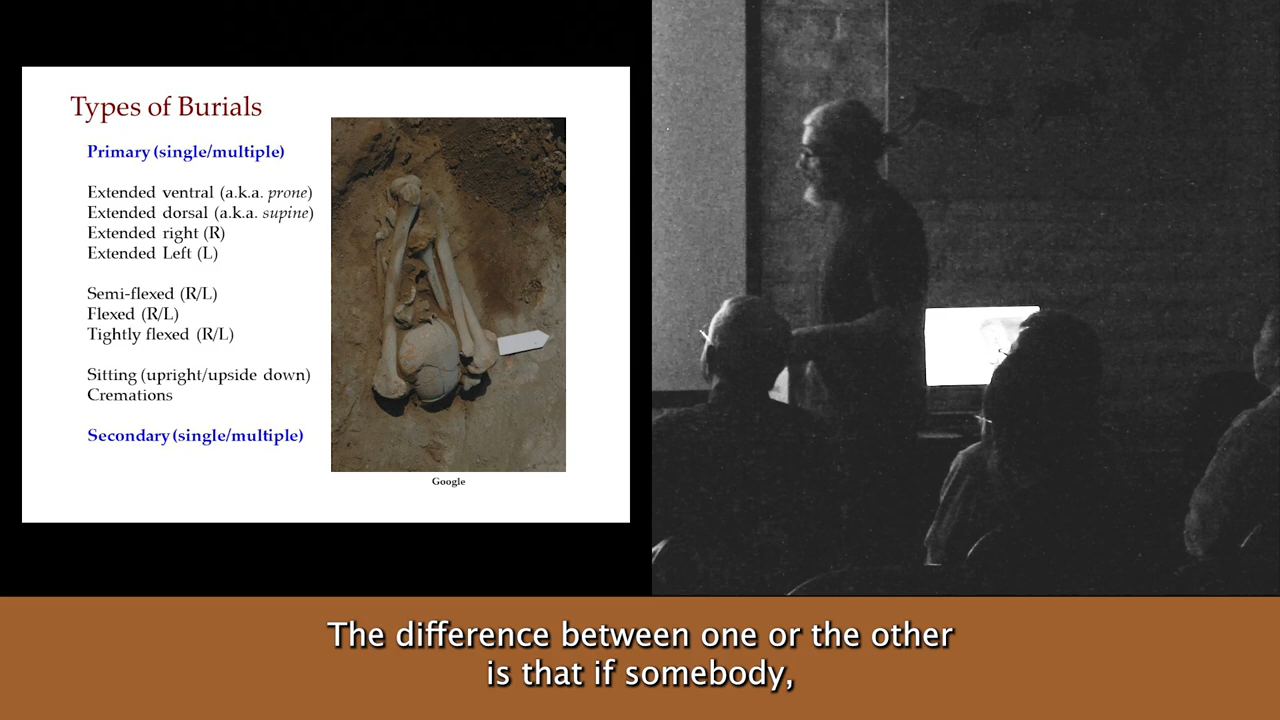 Types of Burials
Primary (single/multiple)
Extended ventral (a.k.a. prone)
Extended dorsal (a.k.a. supine)
Extended right (R)
Extended Left (L)
Semi-flexed (R/L)
Flexed (R/L)
Tightly flexed (R/L)
Sitting (upright/upside down)
Cremations
Secondary (single/multiple)
Google
The difference between one or the other
is that if somebody,